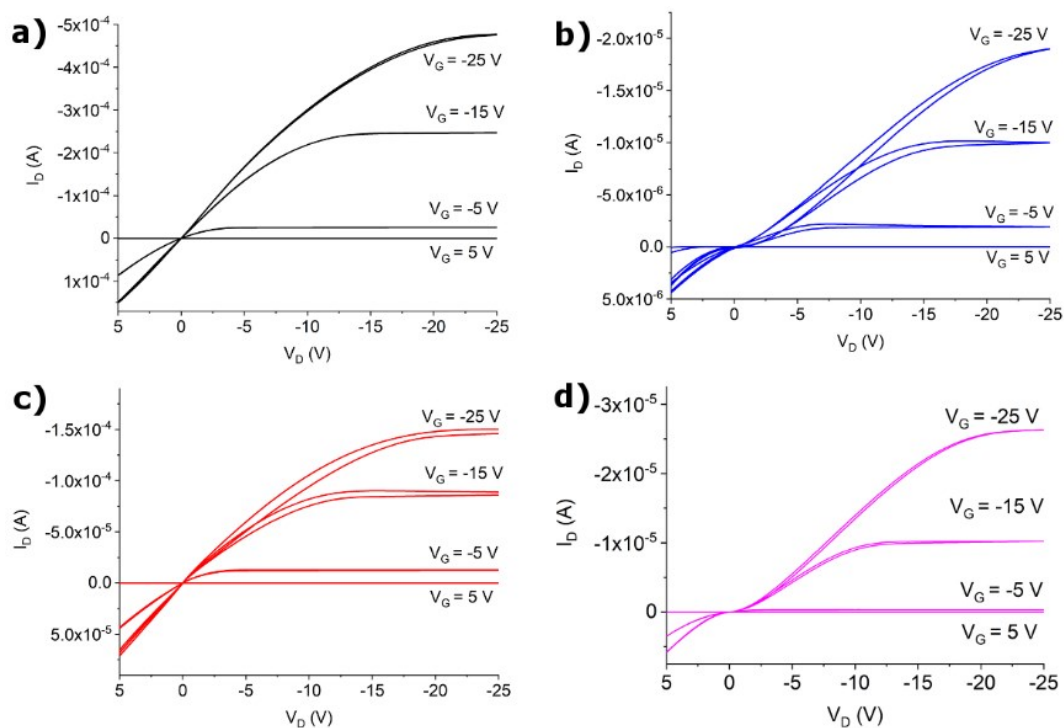 a)
-5x10⁻⁴
-4x10⁻⁴
-3x10⁻⁴
-2x10⁻⁴
-1x10⁻⁴
0
1x10⁻⁴
I_D (A)
V_G = -25 V
V_G = -15 V
V_G = -5 V
V_G = 5 V
5 0 -5 -10 -15 -20 -25
V_D (V)
b)
-2.0x10⁻⁵
-1.5x10⁻⁵
-1.0x10⁻⁵
-5.0x10⁻⁶
0.0
5.0x10⁻⁶
I_D (A)
V_G = -25 V
V_G = -15 V
V_G = -5 V
V_G = 5 V
5 0 -5 -10 -15 -20 -25
V_D (V)
c)
-1.5x10⁻⁴
-1.0x10⁻⁴
-5.0x10⁻⁵
0.0
5.0x10⁻⁵
I_D (A)
V_G = -25 V
V_G = -15 V
V_G = -5 V
V_G = 5 V
5 0 -5 -10 -15 -20 -25
V_D (V)
d)
-3x10⁻⁵
-2x10⁻⁵
-1x10⁻⁵
0
I_D (A)
V_G = -25 V
V_G = -15 V
V_G = -5 V
V_G = 5 V
5 0 -5 -10 -15 -20 -25
V_D (V)